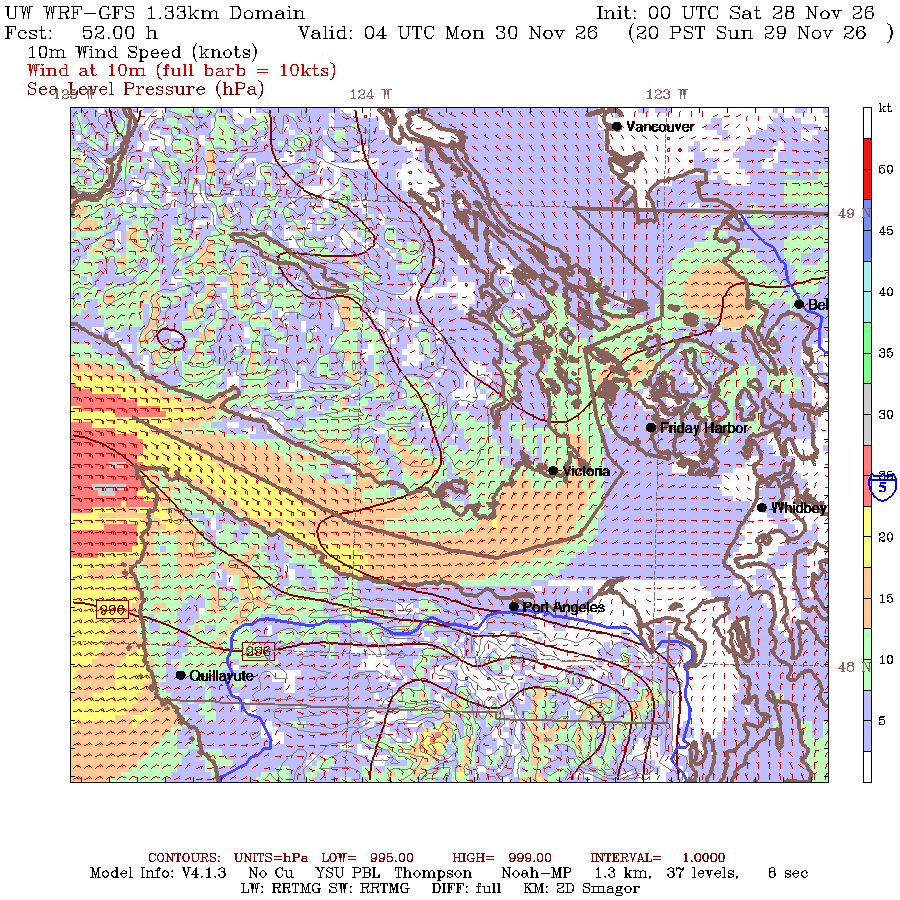 UW WRF-GFS 1.33km Domain Init: 00 UTC Sat 28 Nov 26
Fcst: 52.00 h Valid: 04 UTC Mon 30 Nov 26 (20 PST Sun 29 Nov 26 )
10m Wind Speed (knots)
Wind at 10m (full barb = 10kts)
Sea Level Pressure (hPa)
125 W 124 W 123 W
kt
Vancouver
60
49 N
45
40
Bel
35
30
Friday Harbor
Victoria
25
5
Whidbey
20
996
Port Angeles
15
996
10
48 N
Quillayute
5
CONTOURS: UNITS=hPa LOW= 995.00 HIGH= 999.00 INTERVAL= 1.0000
Model Info: V4.1.3 No Cu YSU PBL Thompson Noah-MP 1.3 km, 37 levels, 8 sec
LW: RRTMG SW: RRTMG DIFF: full KM: 2D Smagor